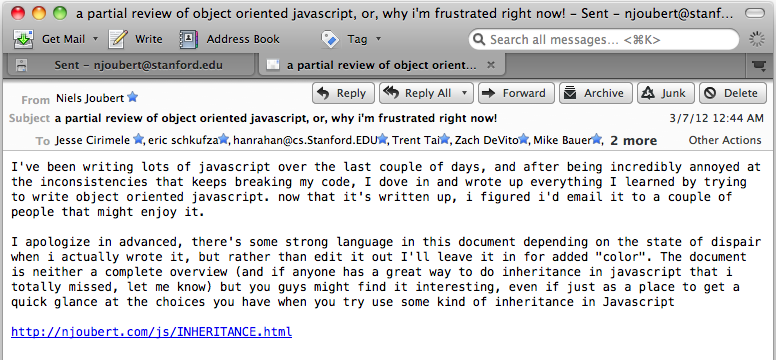 a partial review of object oriented javascript, or, why i'm frustrated right now! – Sent – njoubert@stanf...
Get Mail Write Address Book Tag Search all messages... <⌘K>
Sent – njoubert@stanford.edu a partial review of object orient...
From Niels Joubert Reply Reply All Forward Archive Junk Delete
Subject a partial review of object oriented javascript, or, why i'm frustrated right now! 3/7/12 12:44 AM
To Jesse Cirimele, eric schkufza, hanrahan@cs.Stanford.EDU, Trent Tai, Zach DeVito, Mike Bauer, 2 more Other Actions
I've been writing lots of javascript over the last couple of days, and after being incredibly annoyed at
the inconsistencies that keeps breaking my code, I dove in and wrote up everything I learned by trying
to write object oriented javascript. now that it's written up, i figured i'd email it to a couple of
people that might enjoy it.
I apologize in advanced, there's some strong language in this document depending on the state of dispair
when i actually wrote it, but rather than edit it out I'll leave it in for added "color". The document
is neither a complete overview (and if anyone has a great way to do inheritance in javascript that i
totally missed, let me know) but you guys might find it interesting, even if just as a place to get a
quick glance at the choices you have when you try use some kind of inheritance in Javascript
http://njoubert.com/js/INHERITANCE.html